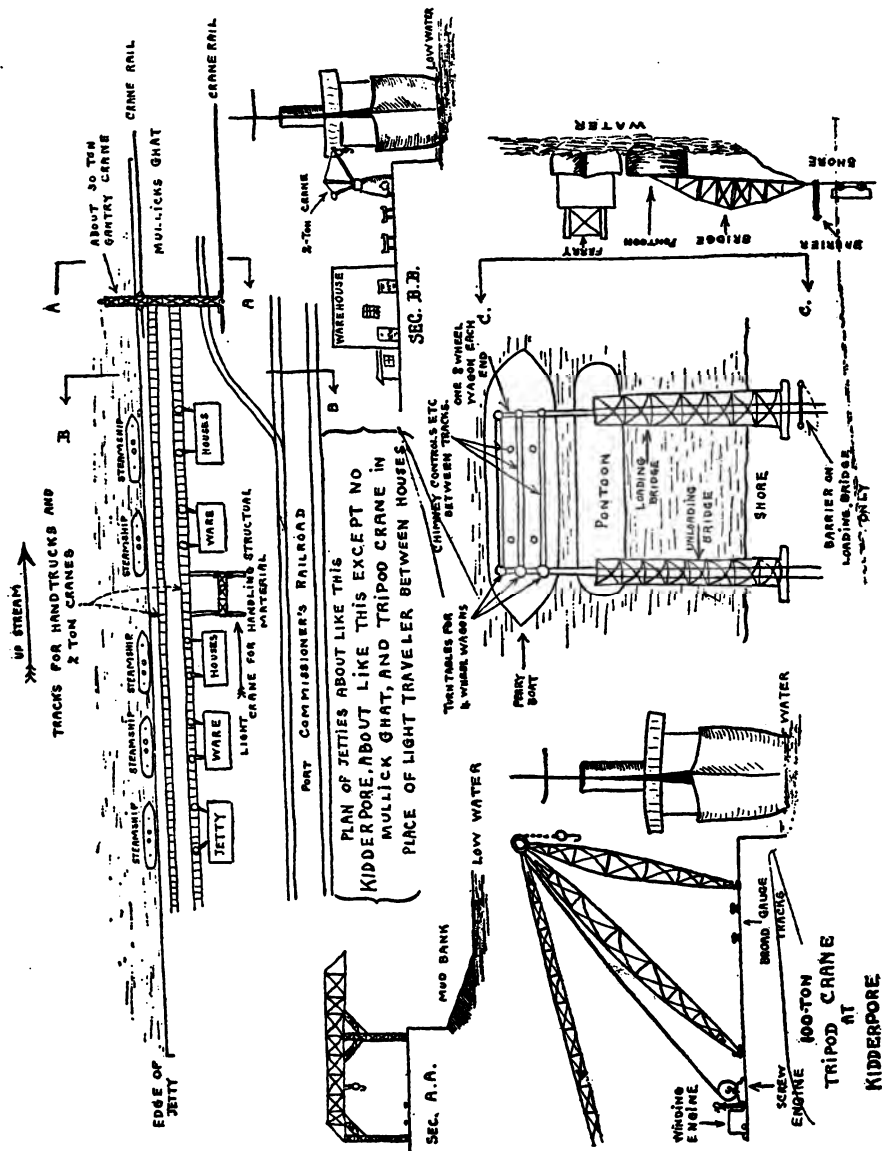 UP STREAM
TRACKS FOR HANDTRUCKS AND
2 TON CRANES
ABOUT 30 TON
GANTRY CRANE
CRANE RAIL
MULLICKS GHAT
CRANE RAIL
A
A
B
B
STEAMSHIP
STEAMSHIP
STEAMSHIP
STEAMSHIP
STEAMSHIP
EDGE OF
JETTY
JETTY
WARE
HOUSES
WARE
HOUSES
LIGHT
CRANE FOR HANDLING STRUCTUAL
MATERIAL
PORT COMMISSIONER'S RAILROAD
PLAN OF JETTIES ABOUT LIKE THIS
KIDDERPORE, ABOUT LIKE THIS EXCEPT NO
MULLICK GHAT, AND TRIPOD CRANE IN
PLACE OF LIGHT TRAVELER BETWEEN HOUSES.
WAREHOUSE
2-TON CRANE
LOW WATER
SEC. B.B.
SEC. A.A.
MUD BANK
LOW WATER
CHIMNEY CONTROLS ETC
BETWEEN TRACKS.
ONE 8 WHEEL
WAGON EACH
END
TURNTABLES FOR
WHEEL WAGONS
FERRY
BOAT
PONTOON
LOADING
BRIDGE
UNLOADING
BRIDGE
SHORE
BARRIER ON
LOADING BRIDGE
ONLY
C.
C.
WATER
FERRY
PONTOON
BRIDGE
BARRIER
SHORE
WINDING
ENGINE
SCREW
ENGINE
BROAD GAUGE
TRACKS
WATER
100-TON
TRIPOD CRANE
AT
KIDDERPORE.